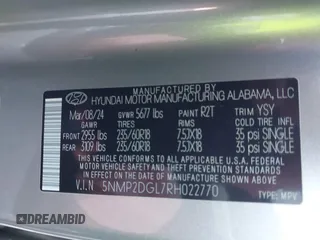 MANUFACTURED BY
HYUNDAI MOTOR MANUFACTURING ALABAMA, LLC
Mar/08/24 GVWR 5677 lbs PAINT R2T TRIM YSY
GAWR TIRES RIMS COLD TIRE INFL.
FRONT 2955 lbs 235/60R18 7.5JX18 35 psi SINGLE
REAR 3109 lbs 235/60R18 7.5JX18 35 psi SINGLE
THIS VEHICLE CONFORMS TO ALL APPLICABLE FEDERAL MOTOR
VEHICLE SAFETY STANDARDS IN EFFECT ON THE DATE OF
MANUFACTURE SHOWN ABOVE
V.I.N 5NMP2DGL7RH022770 TYPE: MPV
DREAMBID